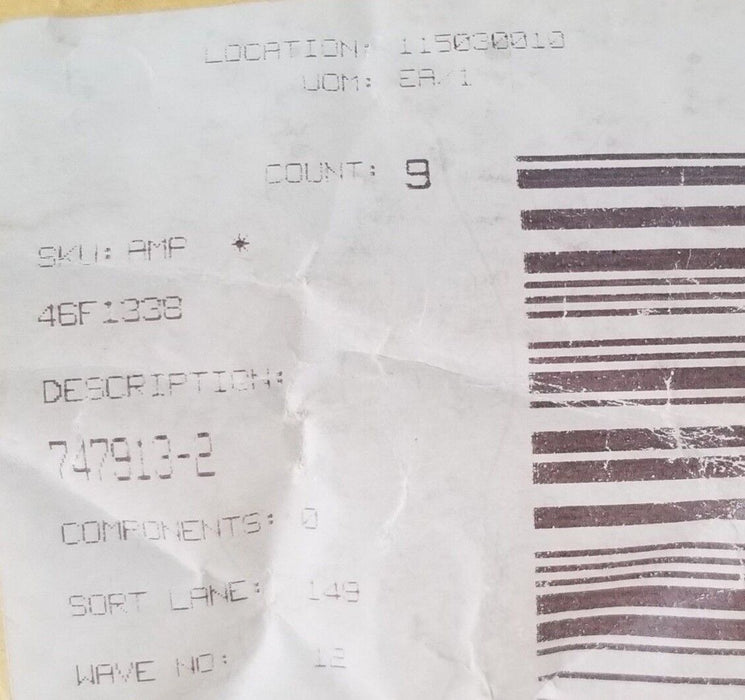 LOCATION: 115030010
UOM: EA/1
COUNT: 9
SKU: AMP *
46F1338
DESCRIPTION:
747913-2
COMPONENTS: 0
SORT LANE: 149
WAVE NO: 12